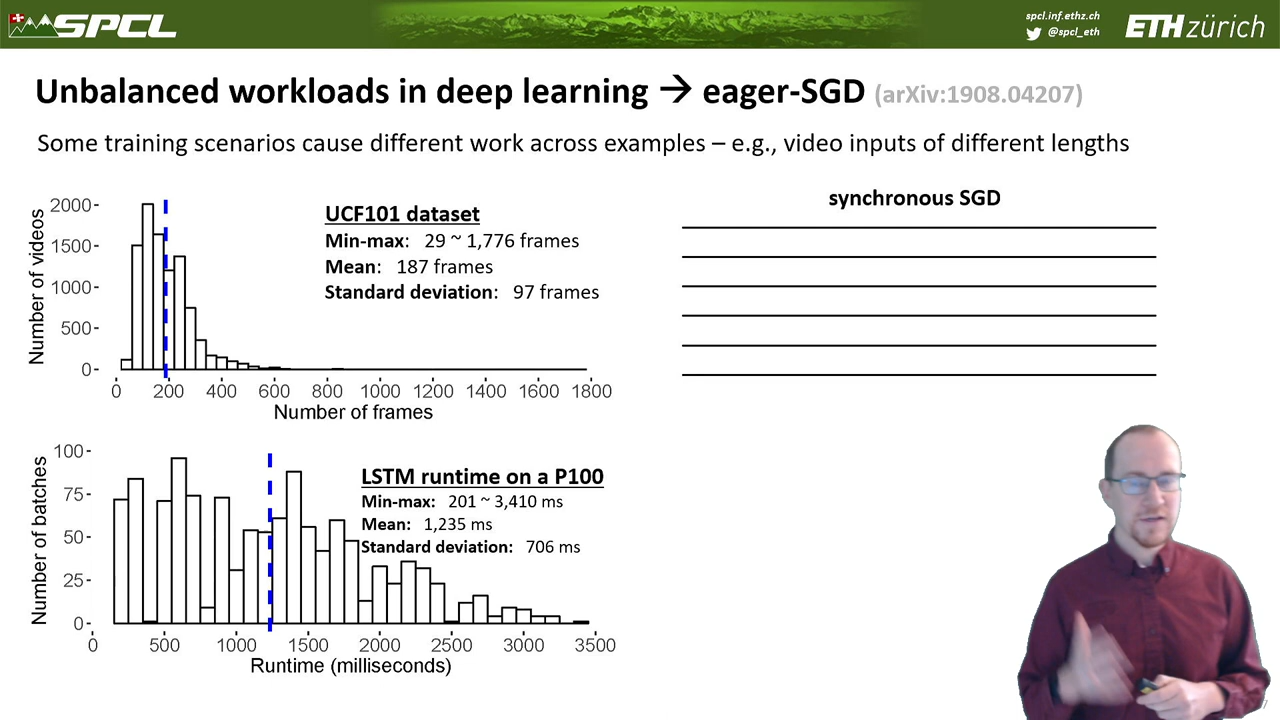 SPCL
spcl.inf.ethz.ch
@spcl_eth
ETH zürich
Unbalanced workloads in deep learning → eager-SGD (arXiv:1908.04207)
Some training scenarios cause different work across examples – e.g., video inputs of different lengths
Number of videos
2000
1500
1000
500
0
0 200 400 600 800 1000 1200 1400 1600 1800
Number of frames
UCF101 dataset
Min-max: 29 ~ 1,776 frames
Mean: 187 frames
Standard deviation: 97 frames
synchronous SGD
Number of batches
100
75
50
25
0
0 500 1000 1500 2000 2500 3000 3500
Runtime (milliseconds)
LSTM runtime on a P100
Min-max: 201 ~ 3,410 ms
Mean: 1,235 ms
Standard deviation: 706 ms